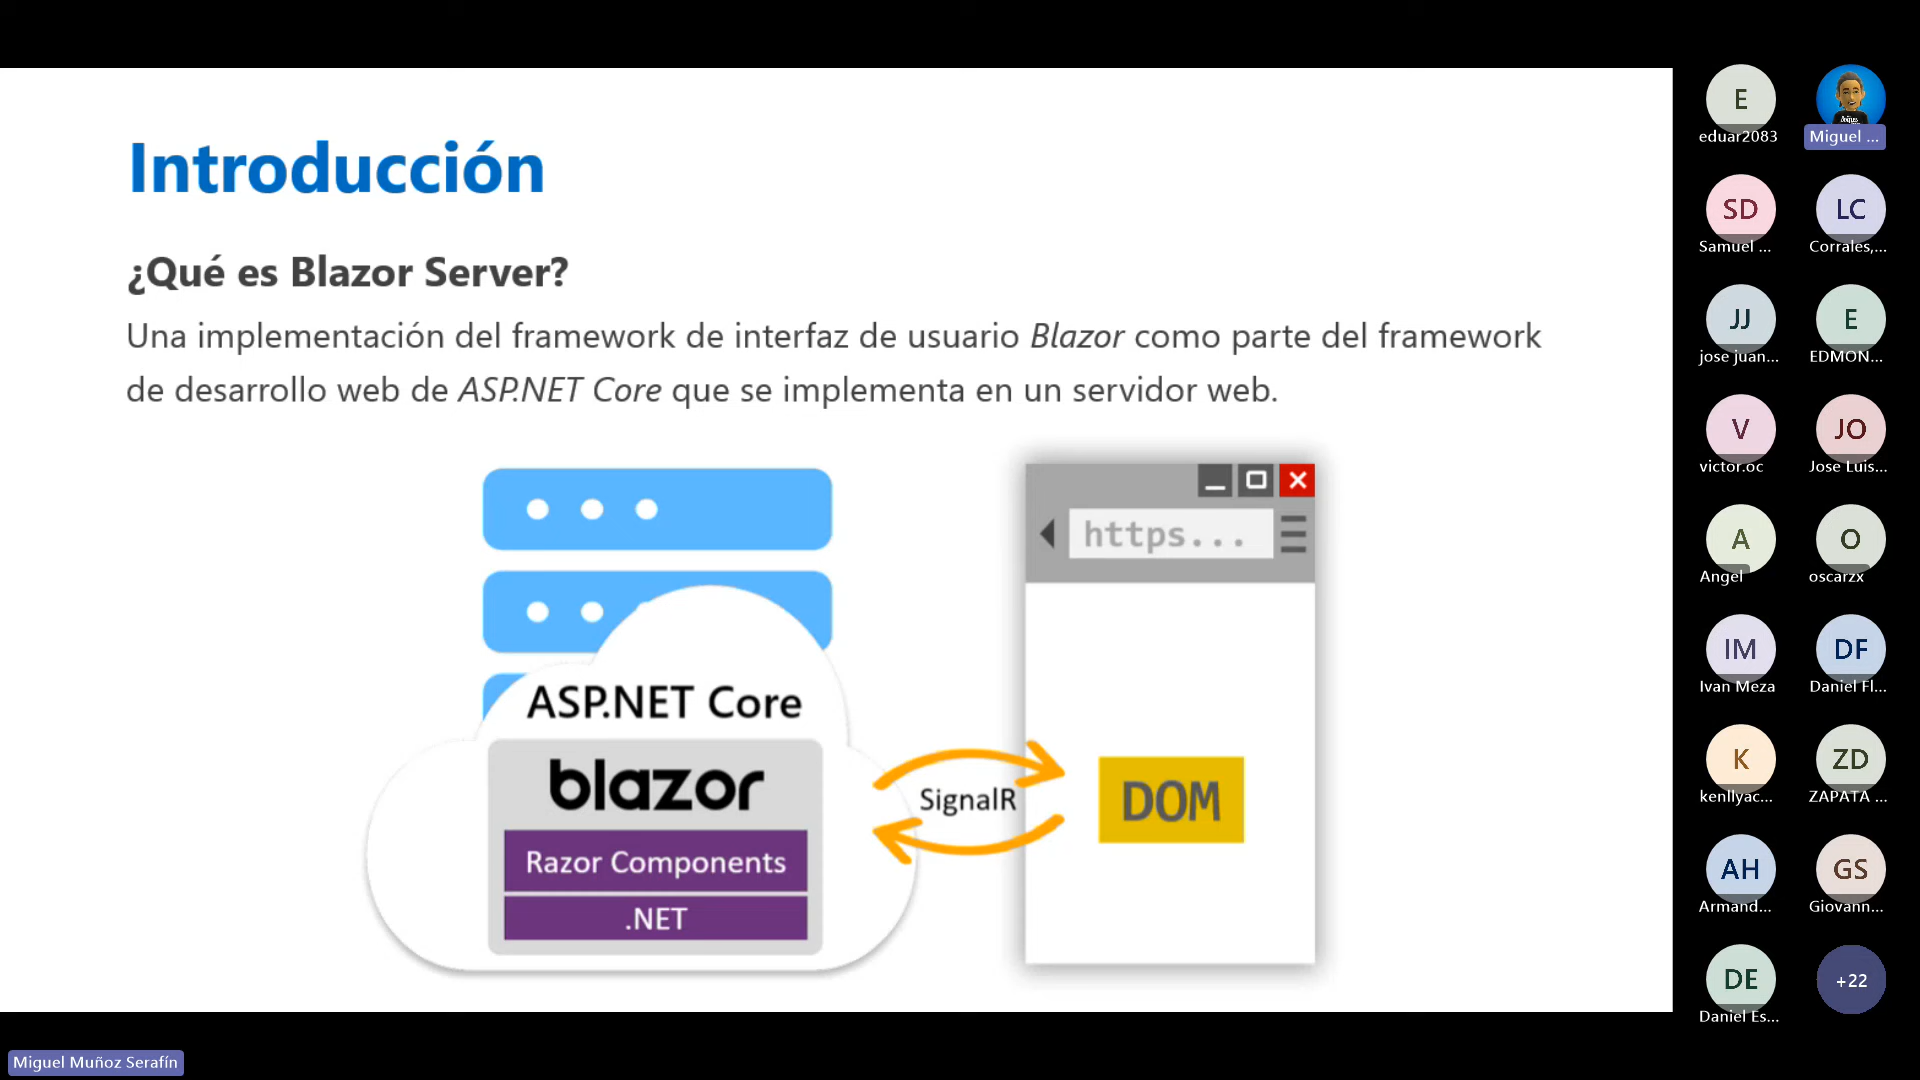 Introducción
¿Qué es Blazor Server?
Una implementación del framework de interfaz de usuario Blazor como parte del framework
de desarrollo web de ASP.NET Core que se implementa en un servidor web.
https...
ASP.NET Core
blazor
Razor Components
.NET
SignalR
DOM
E
eduar2083
Miguel ...
SD
Samuel ...
LC
Corrales,...
JJ
jose juan...
E
EDMON...
V
victor.oc
JO
Jose Luis...
A
Angel
O
oscarzx
IM
Ivan Meza
DF
Daniel Fl...
K
kenllyac...
ZD
ZAPATA ...
AH
Armand...
GS
Giovann...
DE
Daniel Es...
+22
Miguel Muñoz Serafín